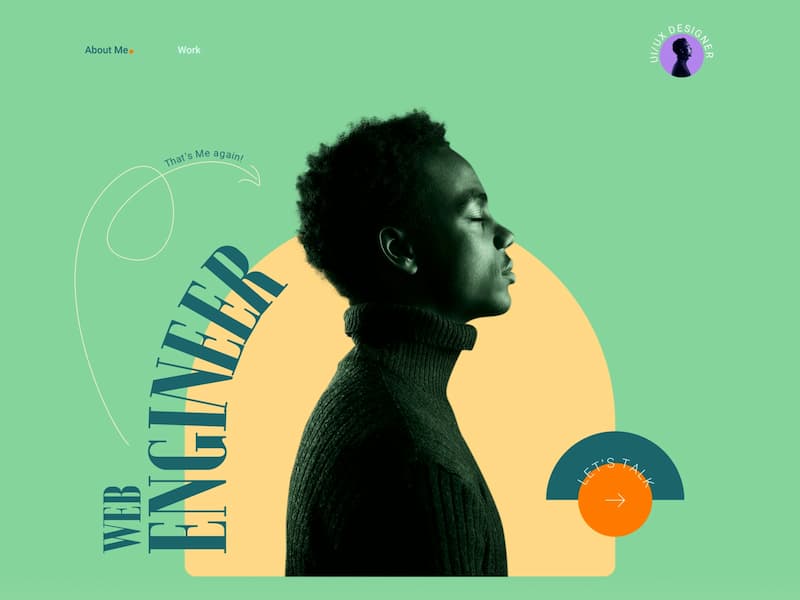 About Me
Work
UI/UX DESIGNER
That's Me again!
WEB
ENGINEER
LET'S TALK